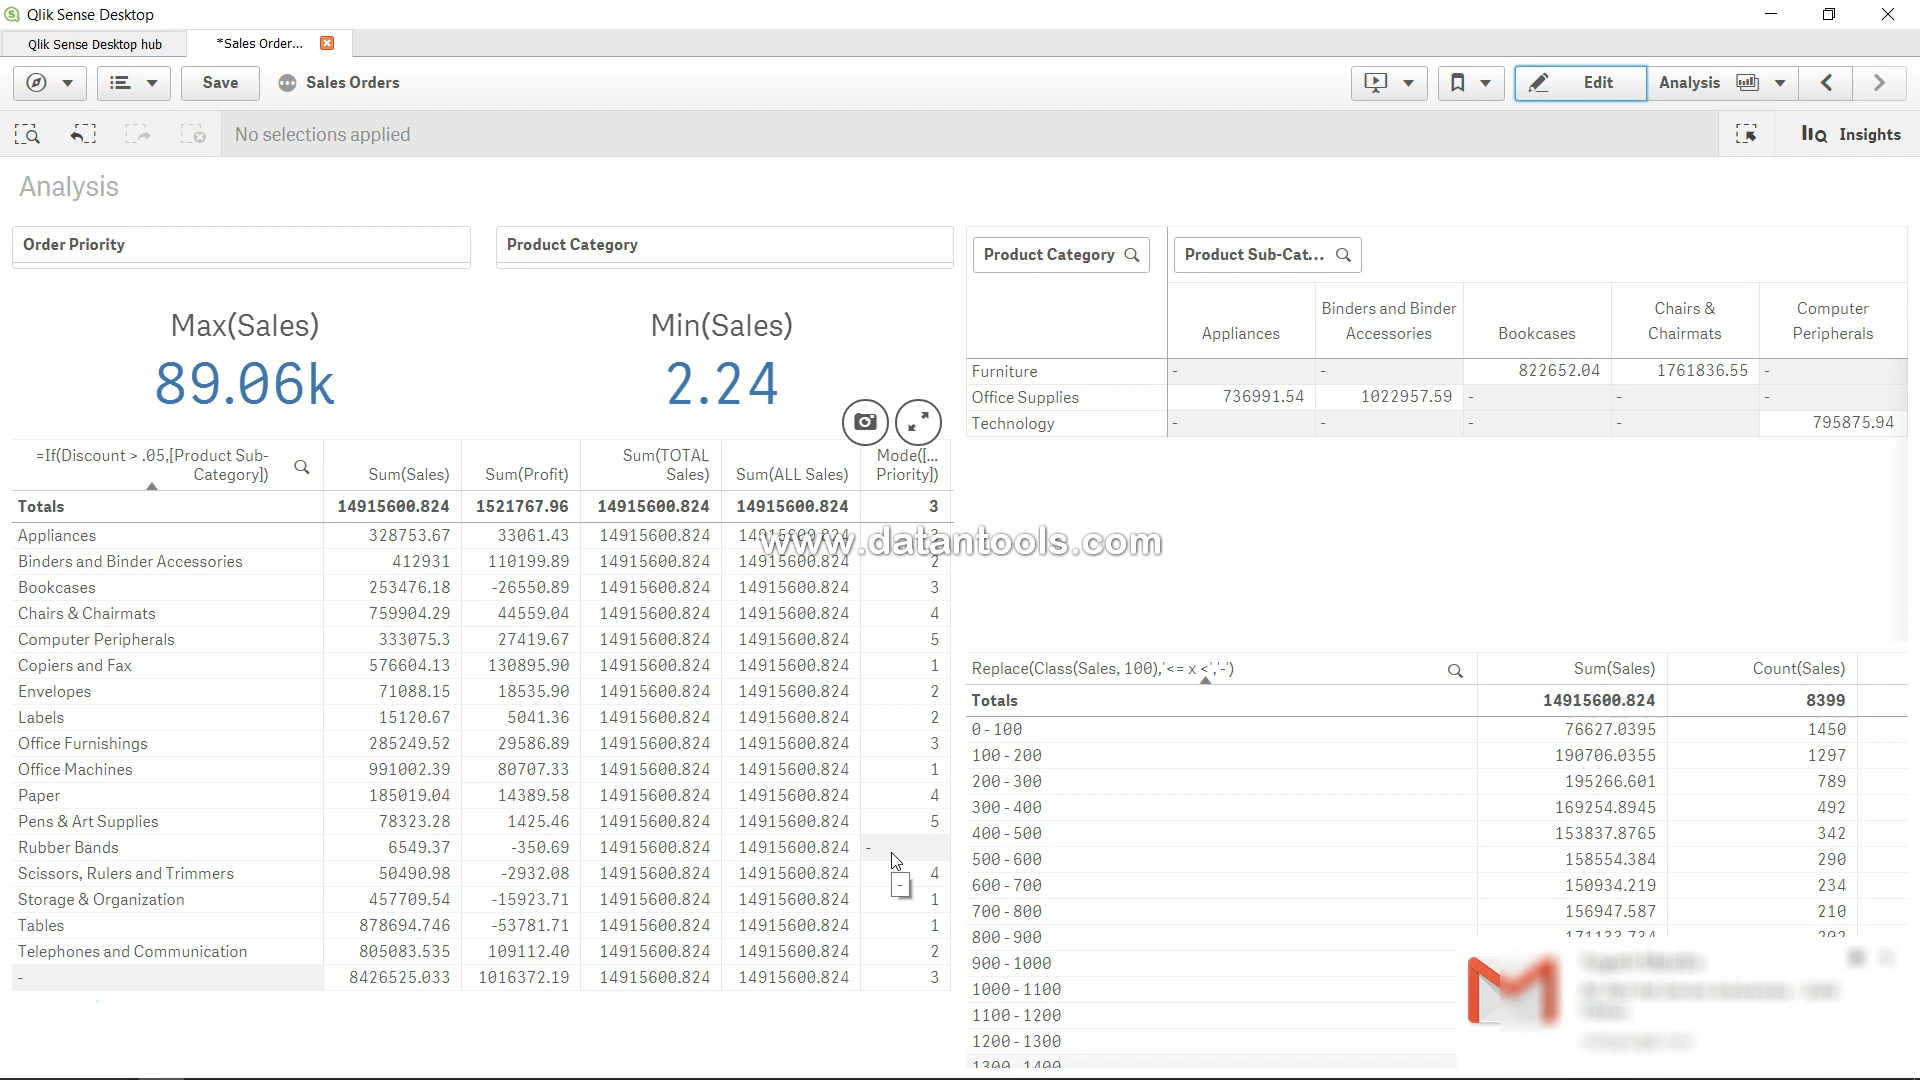 Qlik Sense Desktop
Qlik Sense Desktop hub
*Sales Order...
Save
Sales Orders
Edit
Analysis
No selections applied
Insights
Analysis
Order Priority
Product Category
Max(Sales)
89.06k
Min(Sales)
2.24
=If(Discount > .05,[Product Sub-
Category]) Sum(Sales) Sum(Profit) Sum(TOTAL Sales) Sum(ALL Sales) Mode([... Priority])
Totals 14915600.824 1521767.96 14915600.824 14915600.824 3
Appliances 328753.67 33061.43 14915600.824
Binders and Binder Accessories 412931 110199.89 14915600.824 14915600.824 2
Bookcases 253476.18 -26550.89 14915600.824 14915600.824 3
Chairs & Chairmats 759904.29 44559.04 14915600.824 14915600.824 4
Computer Peripherals 333075.3 27419.67 14915600.824 14915600.824 5
Copiers and Fax 576604.13 130895.90 14915600.824 14915600.824 1
Envelopes 71088.15 18535.90 14915600.824 14915600.824 2
Labels 15120.67 5041.36 14915600.824 14915600.824 2
Office Furnishings 285249.52 29586.89 14915600.824 14915600.824 3
Office Machines 991002.39 80707.33 14915600.824 14915600.824 1
Paper 185019.04 14389.58 14915600.824 14915600.824 4
Pens & Art Supplies 78323.28 1425.46 14915600.824 14915600.824 5
Rubber Bands 6549.37 -350.69 14915600.824 14915600.824 -
Scissors, Rulers and Trimmers 50490.98 -2932.08 14915600.824 14915600.824 4
-
Storage & Organization 457709.54 -15923.71 14915600.824 14915600.824 1
Tables 878694.746 -53781.71 14915600.824 14915600.824 1
Telephones and Communication 805083.535 109112.40 14915600.824 14915600.824 2
- 8426525.033 1016372.19 14915600.824 14915600.824 3
www.datantools.com
Product Category
Product Sub-Cat...
Appliances
Binders and Binder
Accessories
Bookcases
Chairs &
Chairmats
Computer
Peripherals
Furniture - - 822652.04 1761836.55 -
Office Supplies 736991.54 1022957.59 - - -
Technology - - - - 795875.94
Replace(Class(Sales, 100),'<= x <','-') Sum(Sales) Count(Sales)
Totals 14915600.824 8399
0 - 100 76627.0395 1450
100 - 200 190706.0355 1297
200 - 300 195266.601 789
300 - 400 169254.8945 492
400 - 500 153837.8765 342
500 - 600 158554.384 290
600 - 700 150934.219 234
700 - 800 156947.587 210
800 - 900 171133.734 202
900 - 1000
1000 - 1100
1100 - 1200
1200 - 1300
1300 - 1400